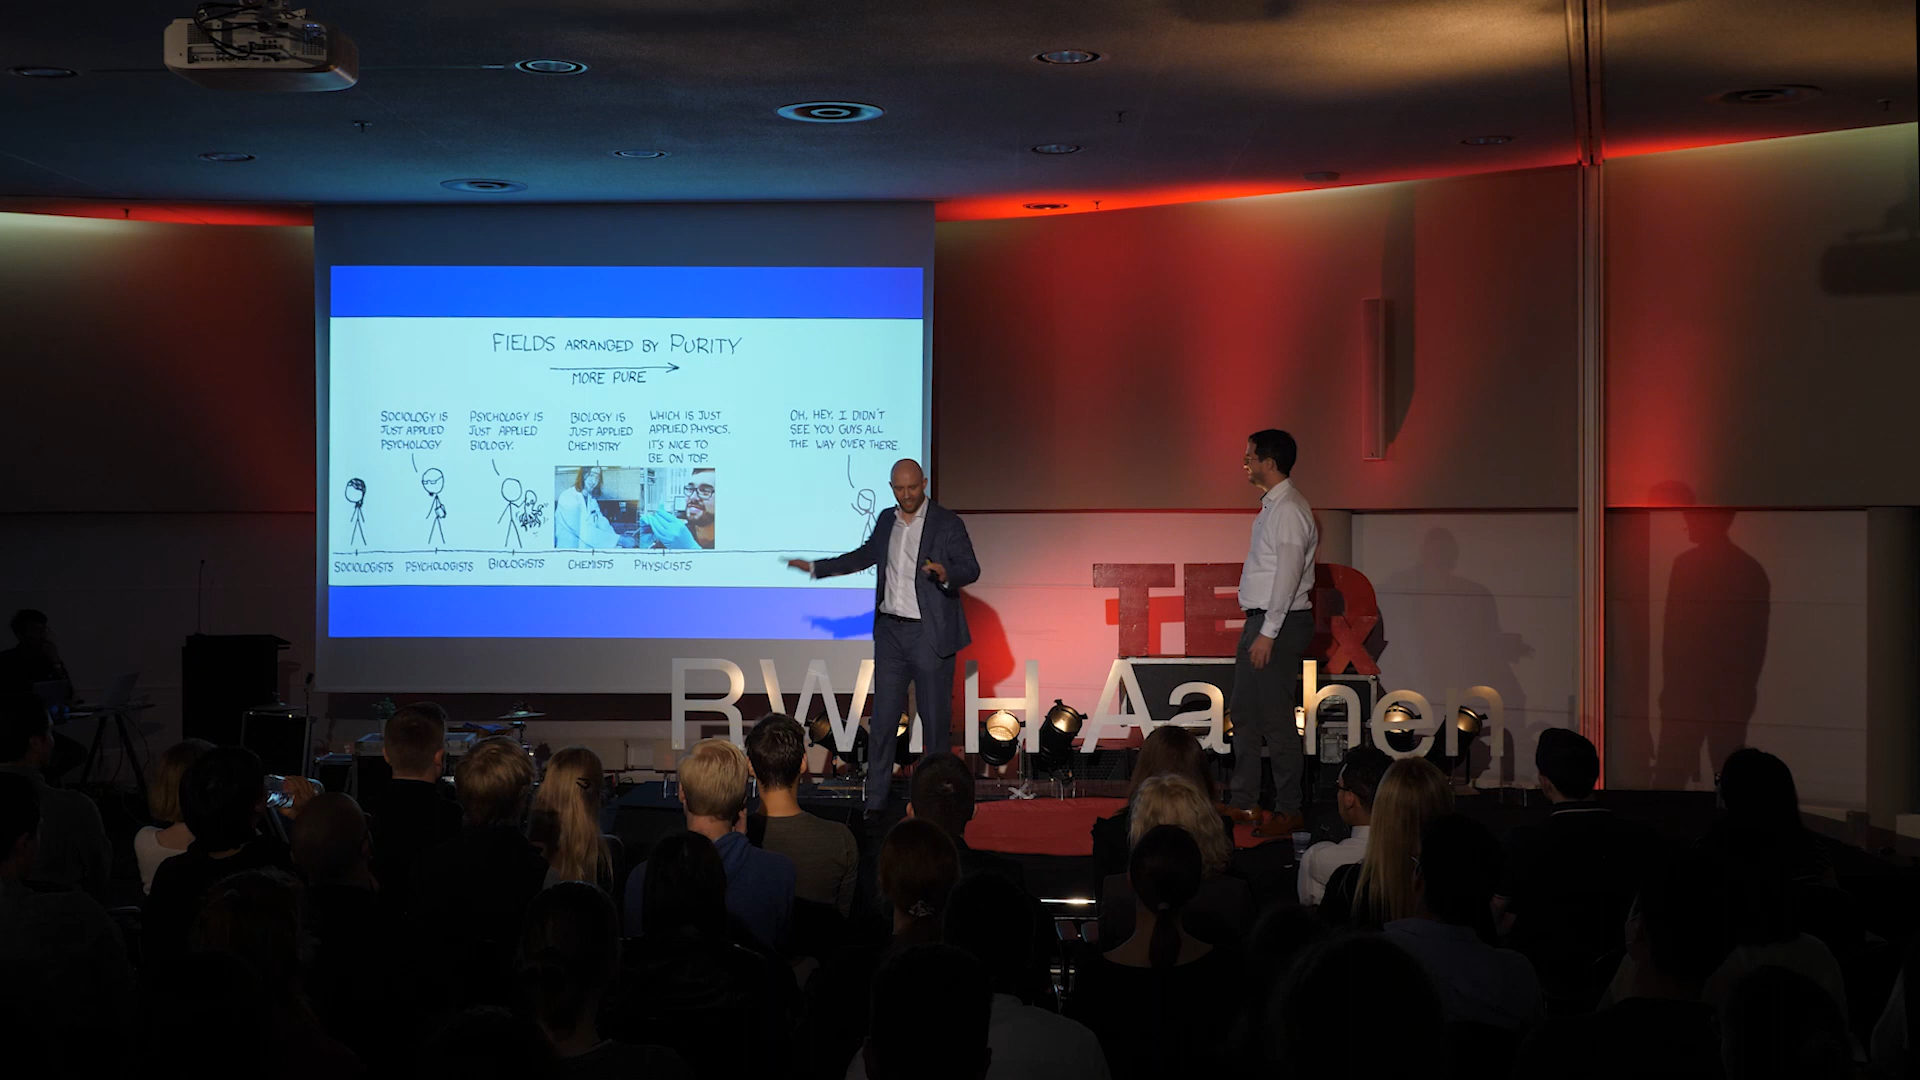 FIELDS ARRANGED BY PURITY
MORE PURE
SOCIOLOGY IS
JUST APPLIED
PSYCHOLOGY
PSYCHOLOGY IS
JUST APPLIED
BIOLOGY.
BIOLOGY IS
JUST APPLIED
CHEMISTRY
WHICH IS JUST
APPLIED PHYSICS.
IT'S NICE TO
BE ON TOP.
OH, HEY, I DIDN'T
SEE YOU GUYS ALL
THE WAY OVER THERE.
SOCIOLOGISTS PSYCHOLOGISTS BIOLOGISTS CHEMISTS PHYSICISTS
TEDx
RWTH Aachen